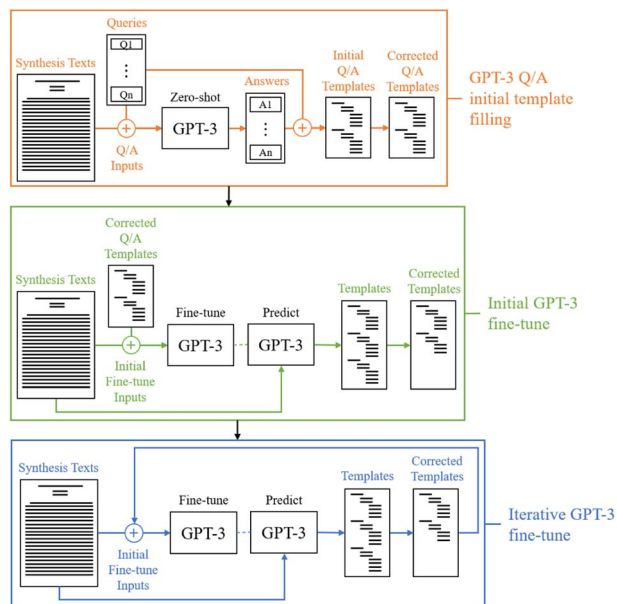 Queries
Synthesis Texts
Q1
⋮
Qn
Q/A
Inputs
Zero-shot
GPT-3
Answers
A1
⋮
An
Initial
Q/A
Templates
Corrected
Q/A
Templates
GPT-3 Q/A
initial template
filling
Corrected
Q/A
Templates
Synthesis Texts
Initial
Fine-tune
Inputs
Fine-tune
GPT-3
Predict
GPT-3
Templates
Corrected
Templates
Initial GPT-3
fine-tune
Synthesis Texts
Initial
Fine-tune
Inputs
Fine-tune
GPT-3
Predict
GPT-3
Templates
Corrected
Templates
Iterative GPT-3
fine-tune